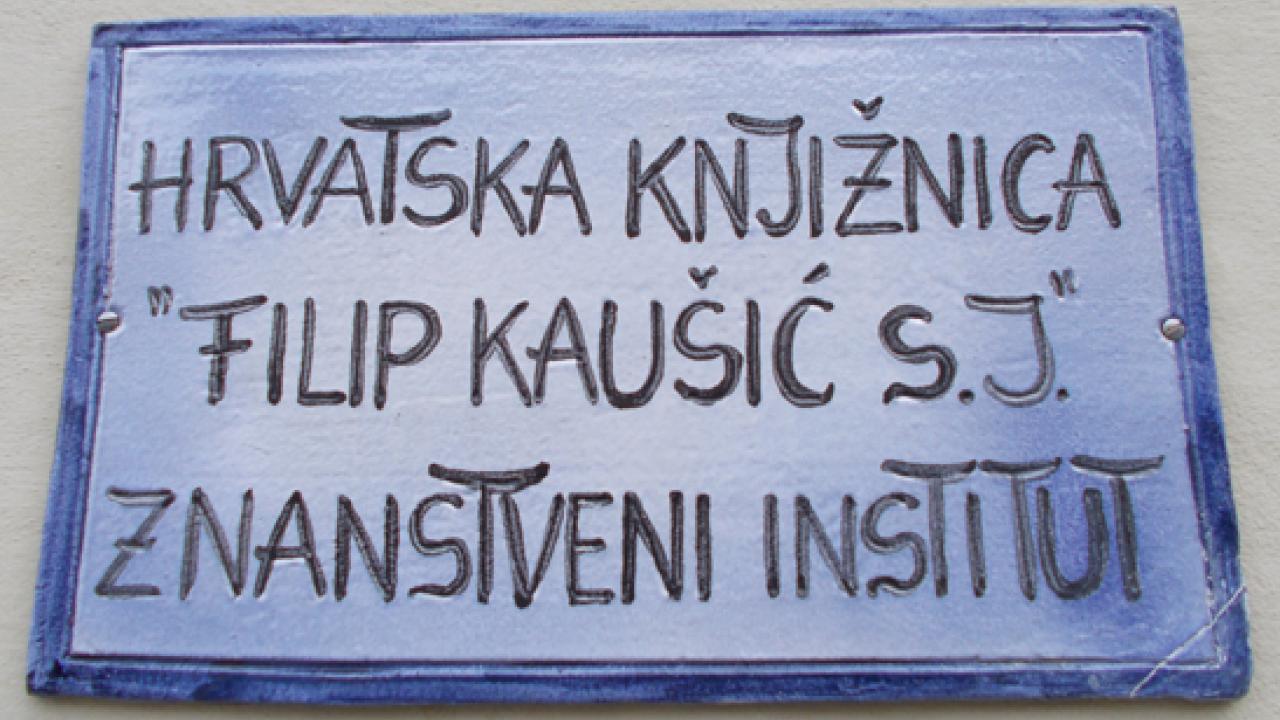 HRVATSKA KNJIŽNICA
"FILIP KAUŠIĆ S.J."
ZNANSTVENI INSTITUT